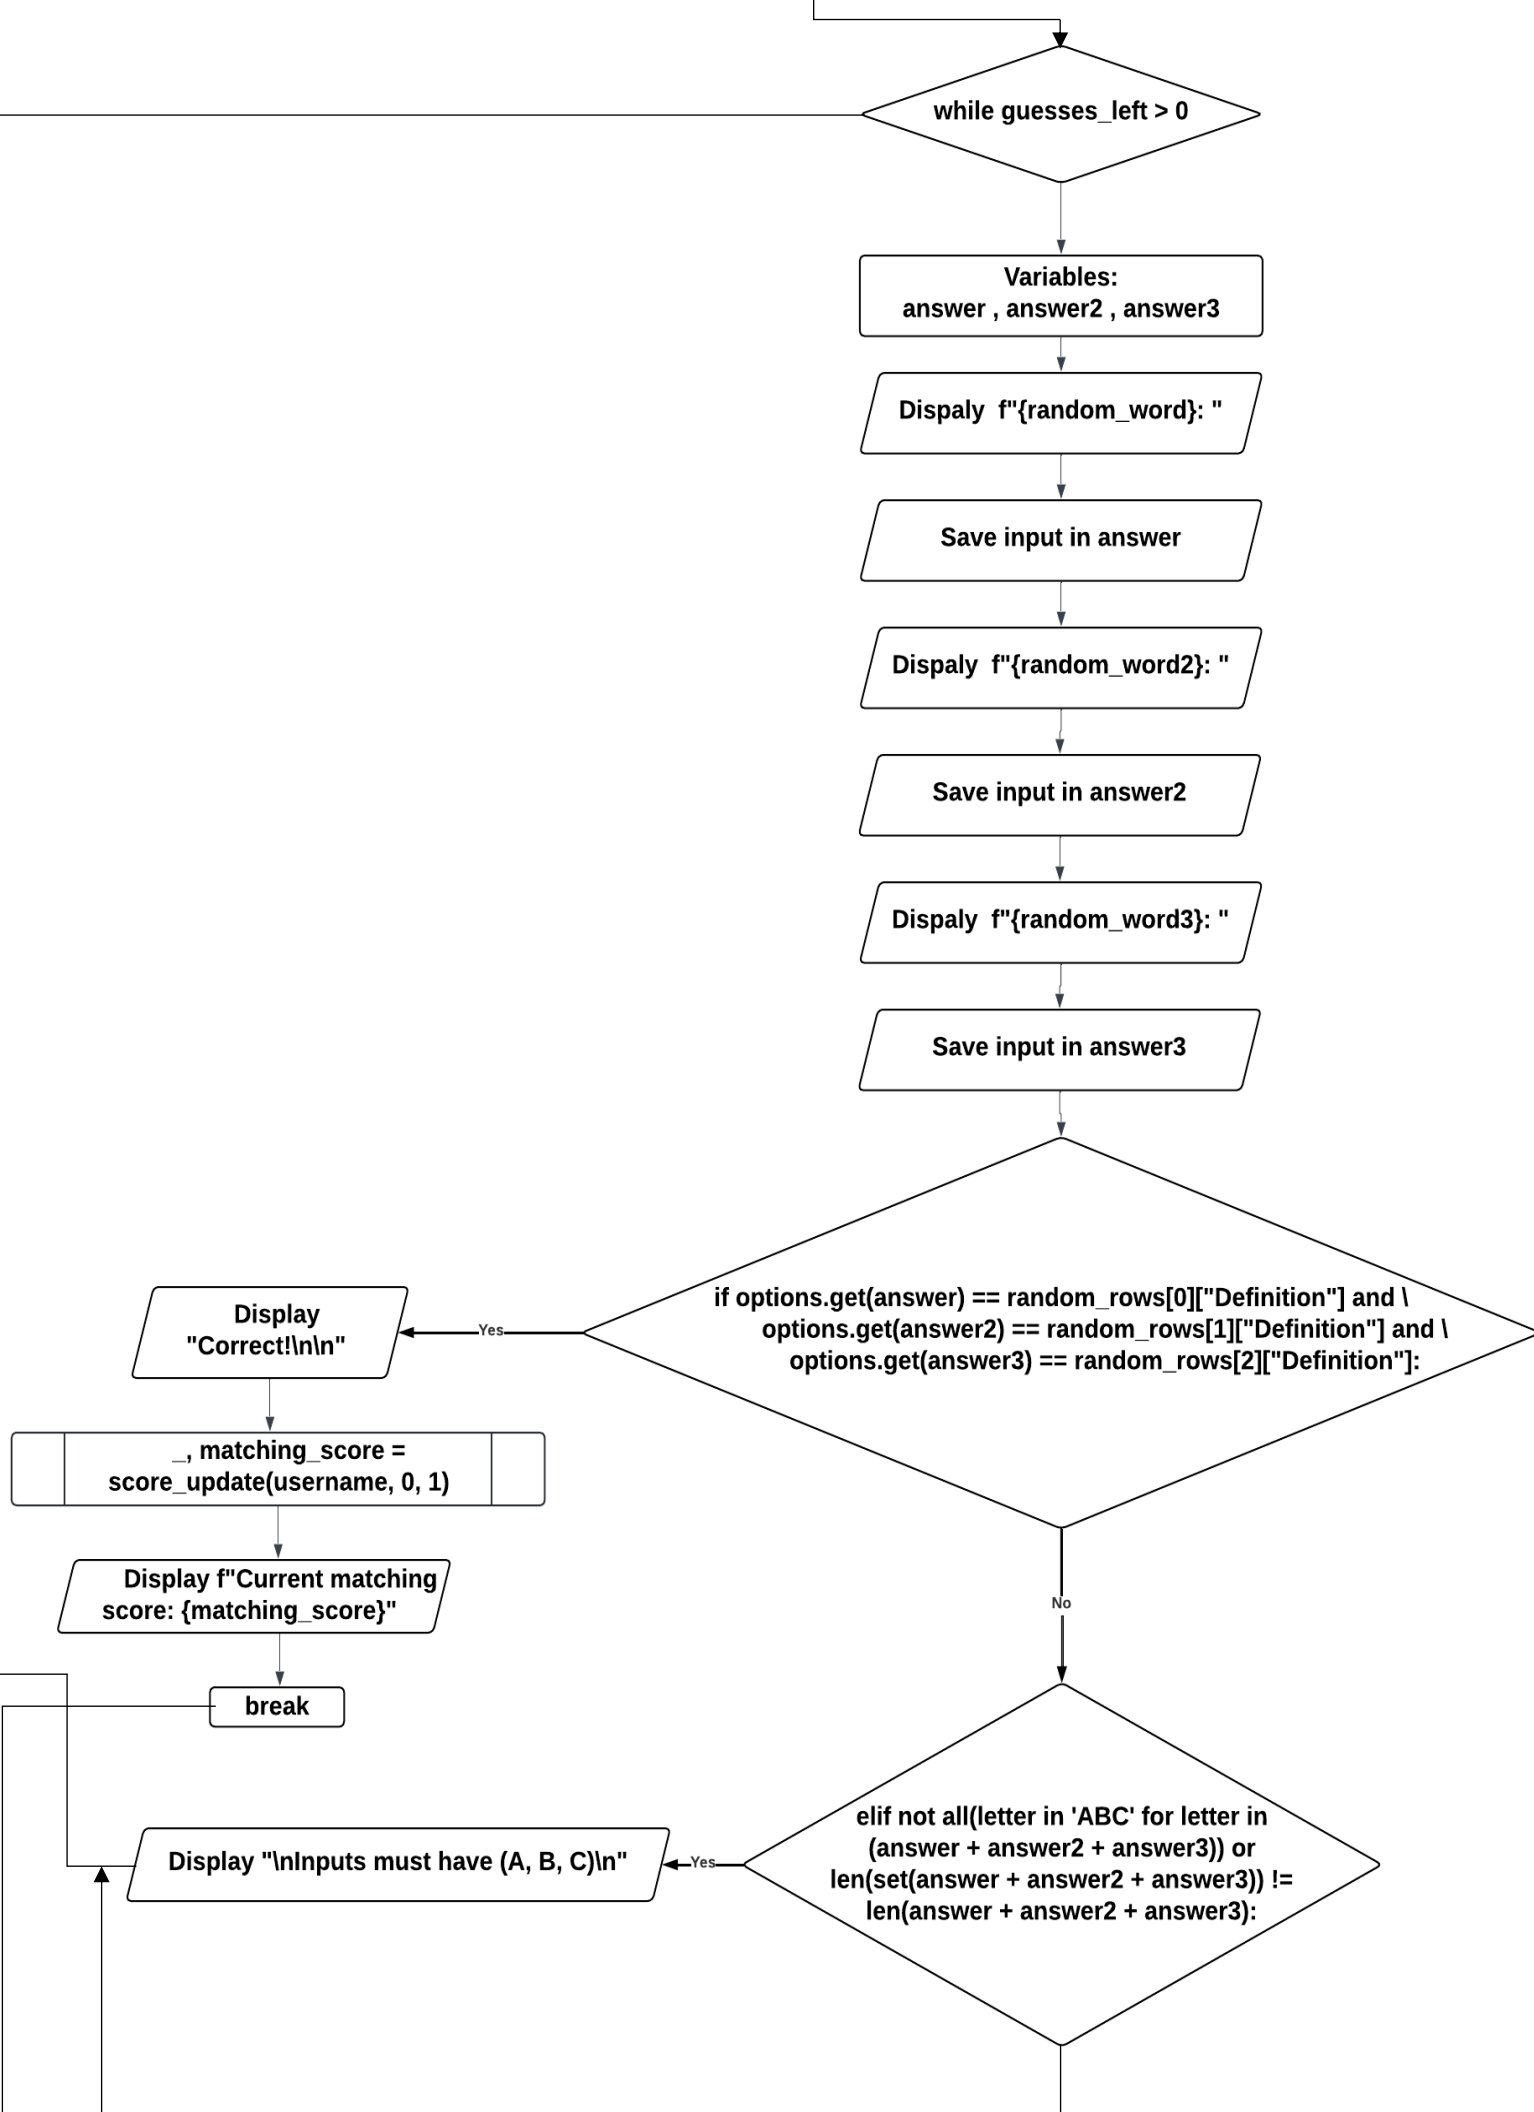 while guesses_left > 0
Variables:
answer , answer2 , answer3
Dispaly  f"{random_word}: "
Save input in answer
Dispaly  f"{random_word2}: "
Save input in answer2
Dispaly  f"{random_word3}: "
Save input in answer3
if options.get(answer) == random_rows[0]["Definition"] and \
options.get(answer2) == random_rows[1]["Definition"] and \
options.get(answer3) == random_rows[2]["Definition"]:
Yes
Display
"Correct!\n\n"
_, matching_score =
score_update(username, 0, 1)
Display f"Current matching
score: {matching_score}"
break
No
elif not all(letter in 'ABC' for letter in
(answer + answer2 + answer3)) or
len(set(answer + answer2 + answer3)) !=
len(answer + answer2 + answer3):
Yes
Display "\nInputs must have (A, B, C)\n"